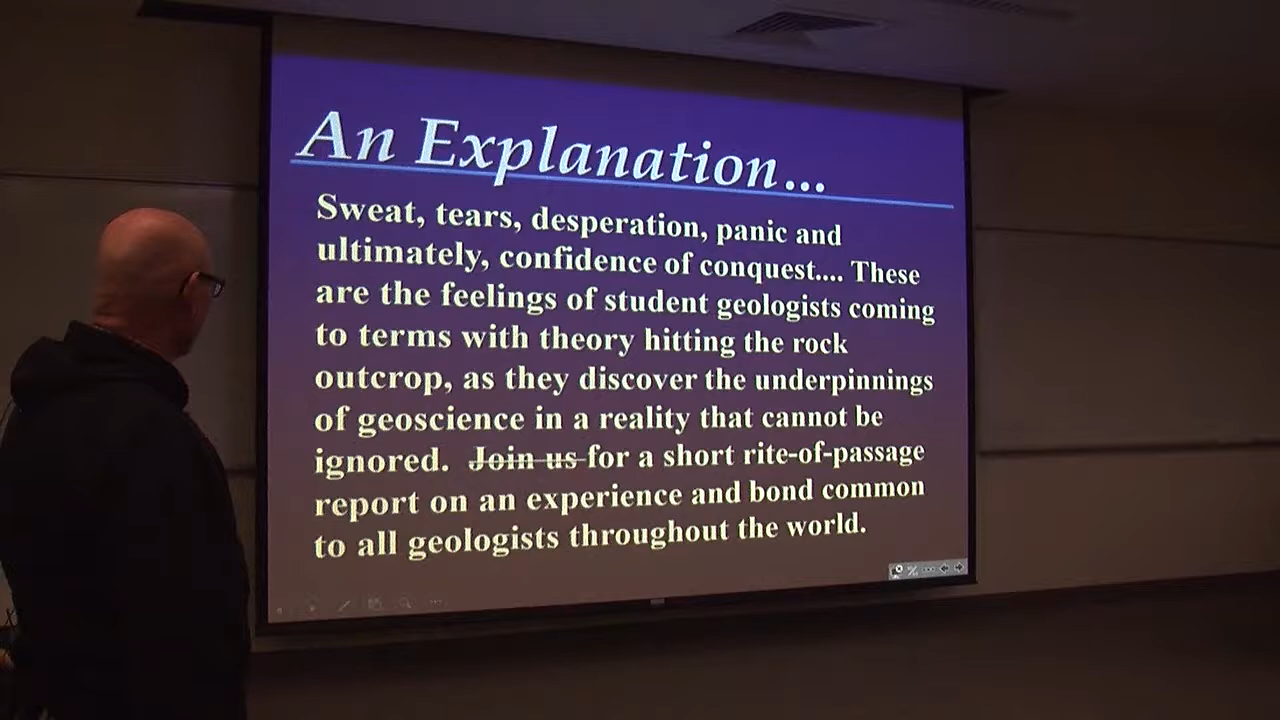 An Explanation...
Sweat, tears, desperation, panic and
ultimately, confidence of conquest.... These
are the feelings of student geologists coming
to terms with theory hitting the rock
outcrop, as they discover the underpinnings
of geoscience in a reality that cannot be
ignored. Join us for a short rite-of-passage
report on an experience and bond common
to all geologists throughout the world.